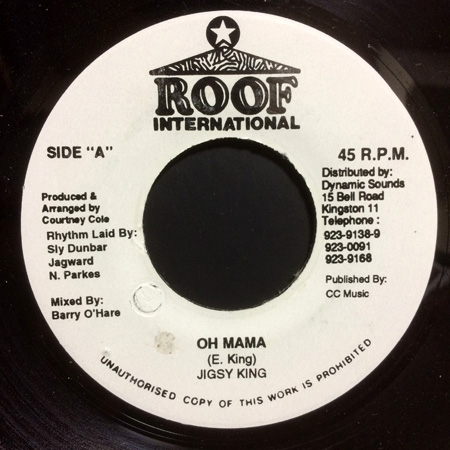 ROOF
INTERNATIONAL
SIDE "A"
45 R.P.M.
Produced &
Arranged by
Courtney Cole
Rhythm Laid By:
Sly Dunbar
Jagward
N. Parkes
Mixed By:
Barry O'Hare
Distributed by:
Dynamic Sounds
15 Bell Road
Kingston 11
Telephone :
923-9138-9
923-0091
923-9168
Published By:
CC Music
OH MAMA
(E. King)
JIGSY KING
UNAUTHORISED COPY OF THIS WORK IS PROHIBITED